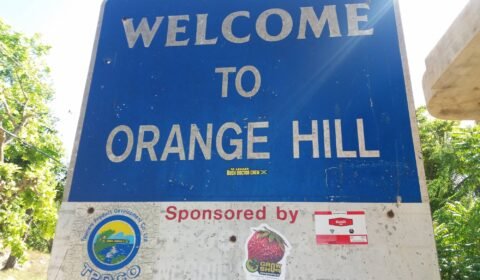 WELCOME
TO
ORANGE HILL
Sponsored by
TPDCO